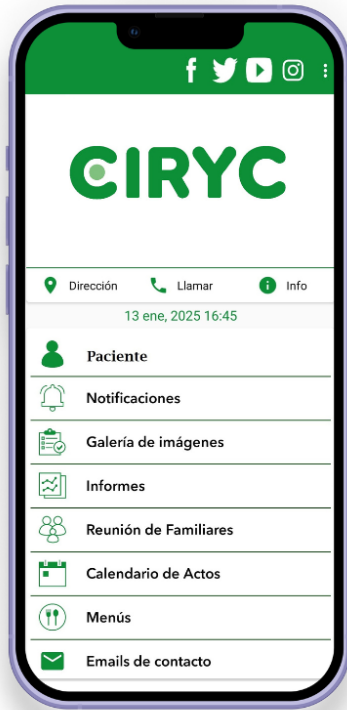 CIRYC
Dirección Llamar Info
13 ene, 2025 16:45
Paciente
Notificaciones
Galería de imágenes
Informes
Reunión de Familiares
Calendario de Actos
Menús
Emails de contacto